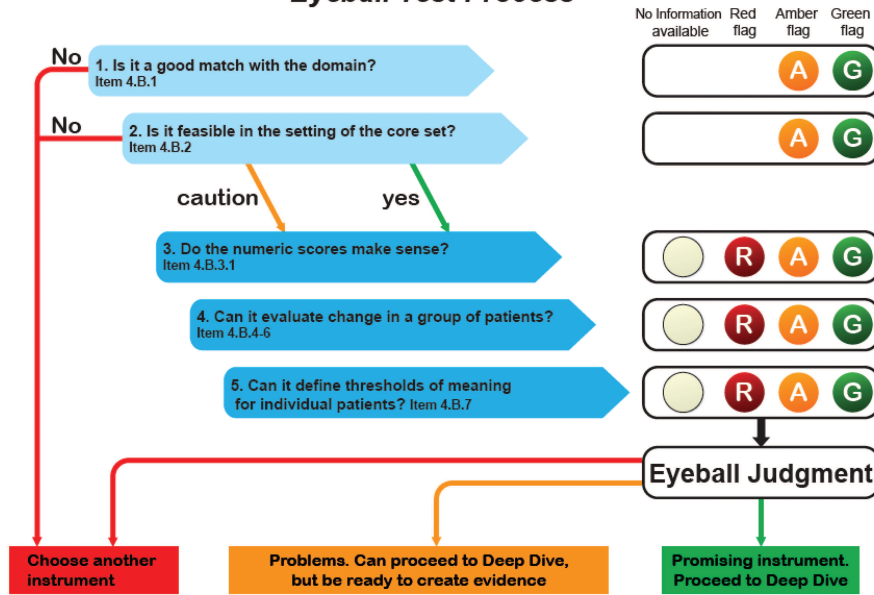 Eyeball Test Process
No Information available
Red flag
Amber flag
Green flag
No
1. Is it a good match with the domain?
Item 4.B.1
A
G
No
2. Is it feasible in the setting of the core set?
Item 4.B.2
A
G
caution
yes
3. Do the numeric scores make sense?
Item 4.B.3.1
R
A
G
4. Can it evaluate change in a group of patients?
Item 4.B.4-6
R
A
G
5. Can it define thresholds of meaning
for individual patients? Item 4.B.7
R
A
G
Eyeball Judgment
Choose another
instrument
Problems. Can proceed to Deep Dive,
but be ready to create evidence
Promising instrument.
Proceed to Deep Dive